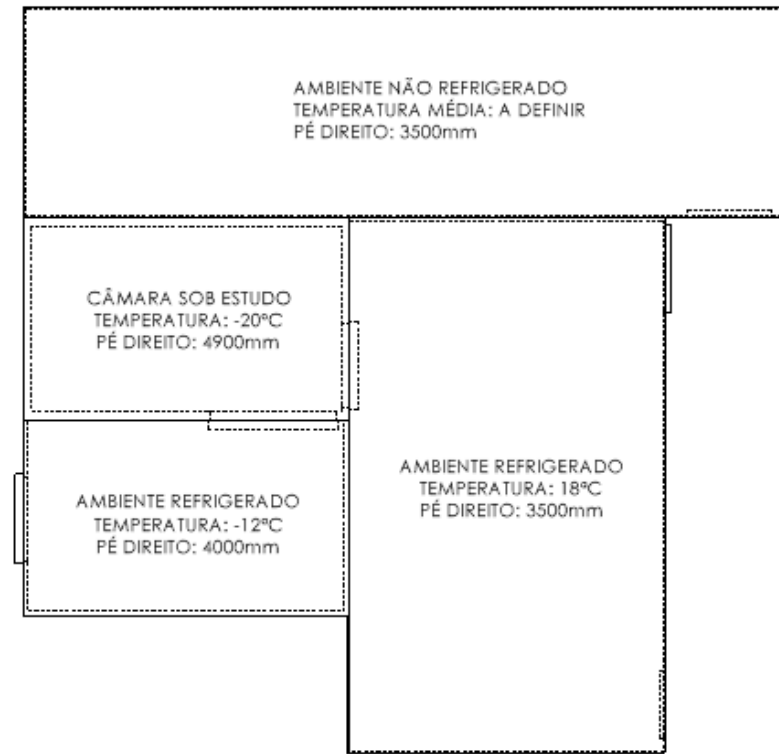 AMBIENTE NÃO REFRIGERADO
TEMPERATURA MÉDIA: A DEFINIR
PÉ DIREITO: 3500mm
CÂMARA SOB ESTUDO
TEMPERATURA: -20ºC
PÉ DIREITO: 4900mm
AMBIENTE REFRIGERADO
TEMPERATURA: 18ºC
PÉ DIREITO: 3500mm
AMBIENTE REFRIGERADO
TEMPERATURA: -12ºC
PÉ DIREITO: 4000mm